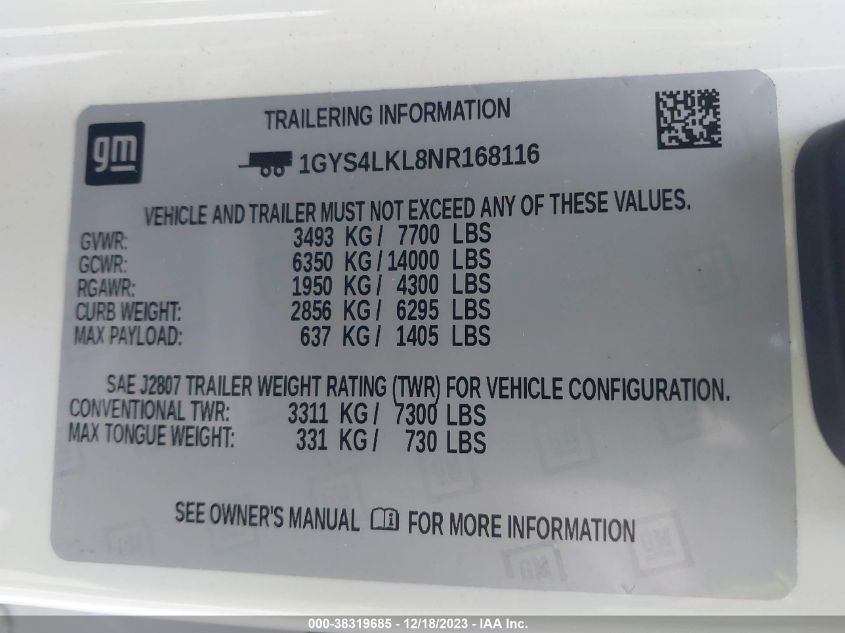 TRAILERING INFORMATION
gm
1GYS4LKL8NR168116
VEHICLE AND TRAILER MUST NOT EXCEED ANY OF THESE VALUES.
GVWR: 3493 KG / 7700 LBS
GCWR: 6350 KG / 14000 LBS
RGAWR: 1950 KG / 4300 LBS
CURB WEIGHT: 2856 KG / 6295 LBS
MAX PAYLOAD: 637 KG / 1405 LBS
SAE J2807 TRAILER WEIGHT RATING (TWR) FOR VEHICLE CONFIGURATION.
CONVENTIONAL TWR: 3311 KG / 7300 LBS
MAX TONGUE WEIGHT: 331 KG / 730 LBS
SEE OWNER'S MANUAL i FOR MORE INFORMATION
000-38319685 - 12/18/2023 - IAA Inc.